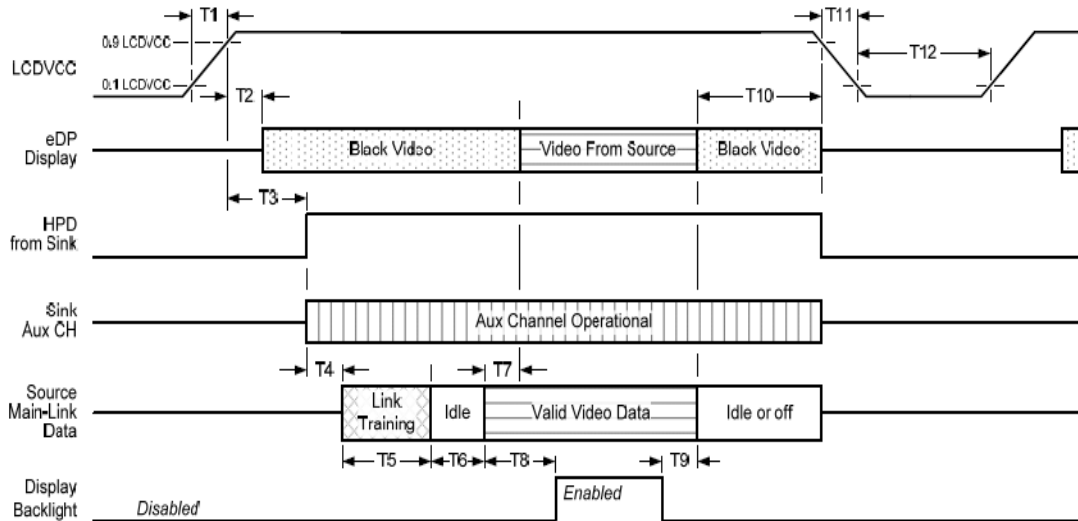 T1
T11
0.9 LCDVCC
LCDVCC
T12
0.1 LCDVCC
T2
T10
eDP
Display
Black Video
Video From Source
Black Video
T3
HPD
from Sink
Sink
Aux CH
Aux Channel Operational
T4
T7
Source
Main-Link
Data
Link
Training
Idle
Valid Video Data
Idle or off
T5
T6
T8
T9
Display
Backlight
Disabled
Enabled